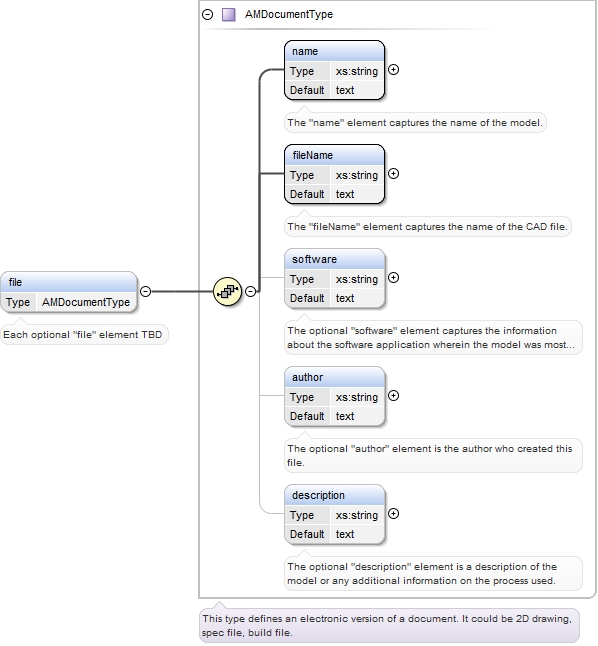 AMDocumentType
name
Type xs:string
Default text
The "name" element captures the name of the model.
fileName
Type xs:string
Default text
The "fileName" element captures the name of the CAD file.
software
Type xs:string
Default text
The optional "software" element captures the information
about the software application wherein the model was most...
file
Type AMDocumentType
Each optional "file" element TBD
author
Type xs:string
Default text
The optional "author" element is the author who created this
file.
description
Type xs:string
Default text
The optional "description" element is a description of the
model or any additional information on the process used.
This type defines an electronic version of a document. It could be 2D drawing,
spec file, build file.